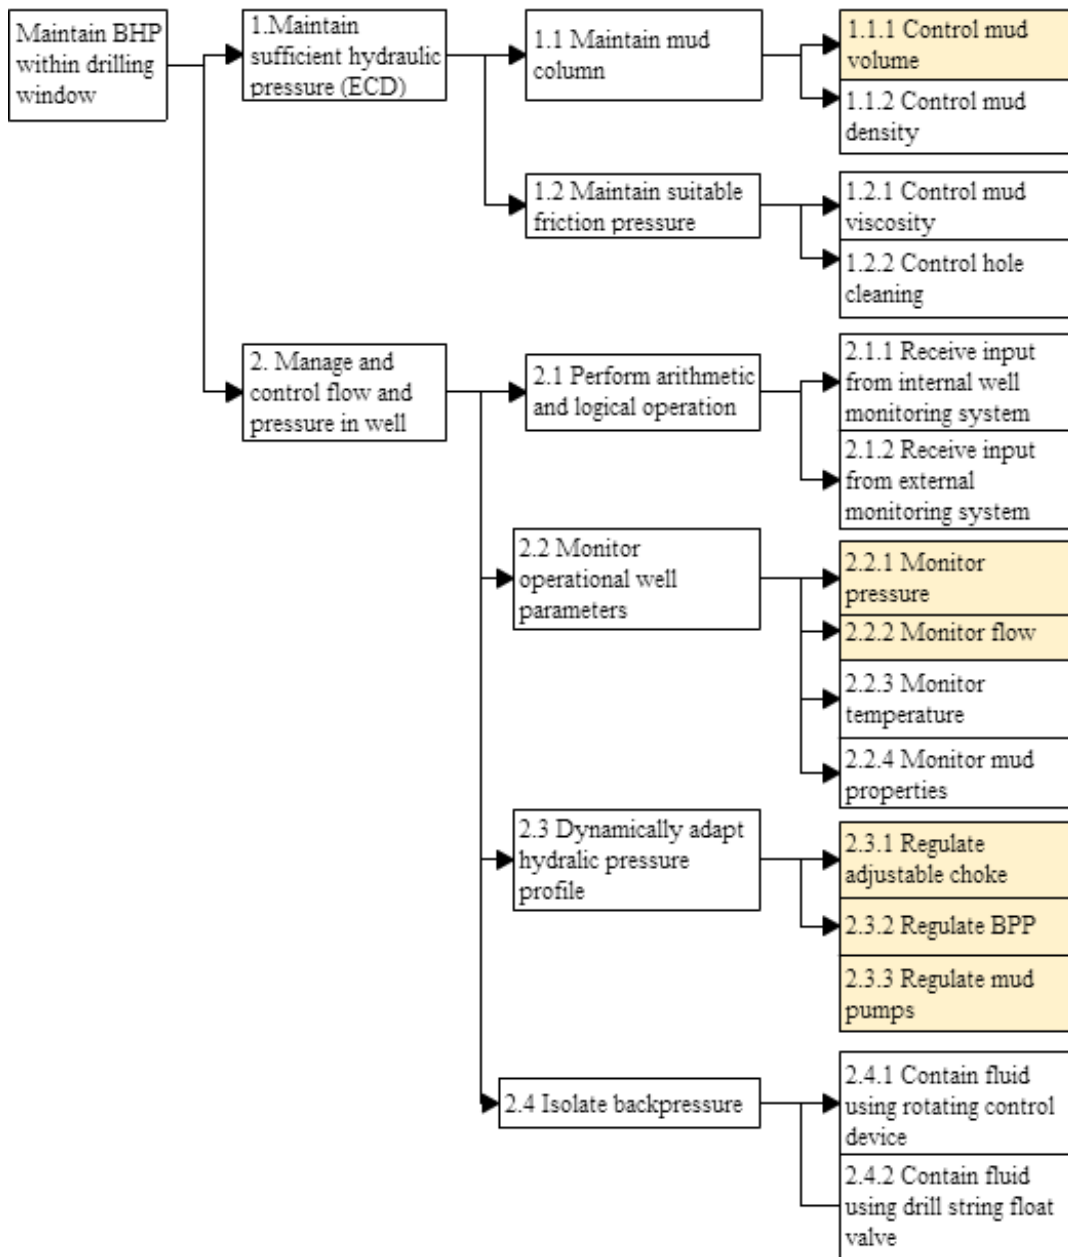 Maintain BHP
within drilling
window
1.Maintain
sufficient hydraulic
pressure (ECD)
1.1 Maintain mud
column
1.1.1 Control mud
volume
1.1.2 Control mud
density
1.2 Maintain suitable
friction pressure
1.2.1 Control mud
viscosity
1.2.2 Control hole
cleaning
2. Manage and
control flow and
pressure in well
2.1 Perform arithmetic
and logical operation
2.1.1 Receive input
from internal well
monitoring system
2.1.2 Receive input
from external
monitoring system
2.2 Monitor
operational well
parameters
2.2.1 Monitor
pressure
2.2.2 Monitor flow
2.2.3 Monitor
temperature
2.2.4 Monitor mud
properties
2.3 Dynamically adapt
hydralic pressure
profile
2.3.1 Regulate
adjustable choke
2.3.2 Regulate BPP
2.3.3 Regulate mud
pumps
2.4 Isolate backpressure
2.4.1 Contain fluid
using rotating control
device
2.4.2 Contain fluid
using drill string float
valve